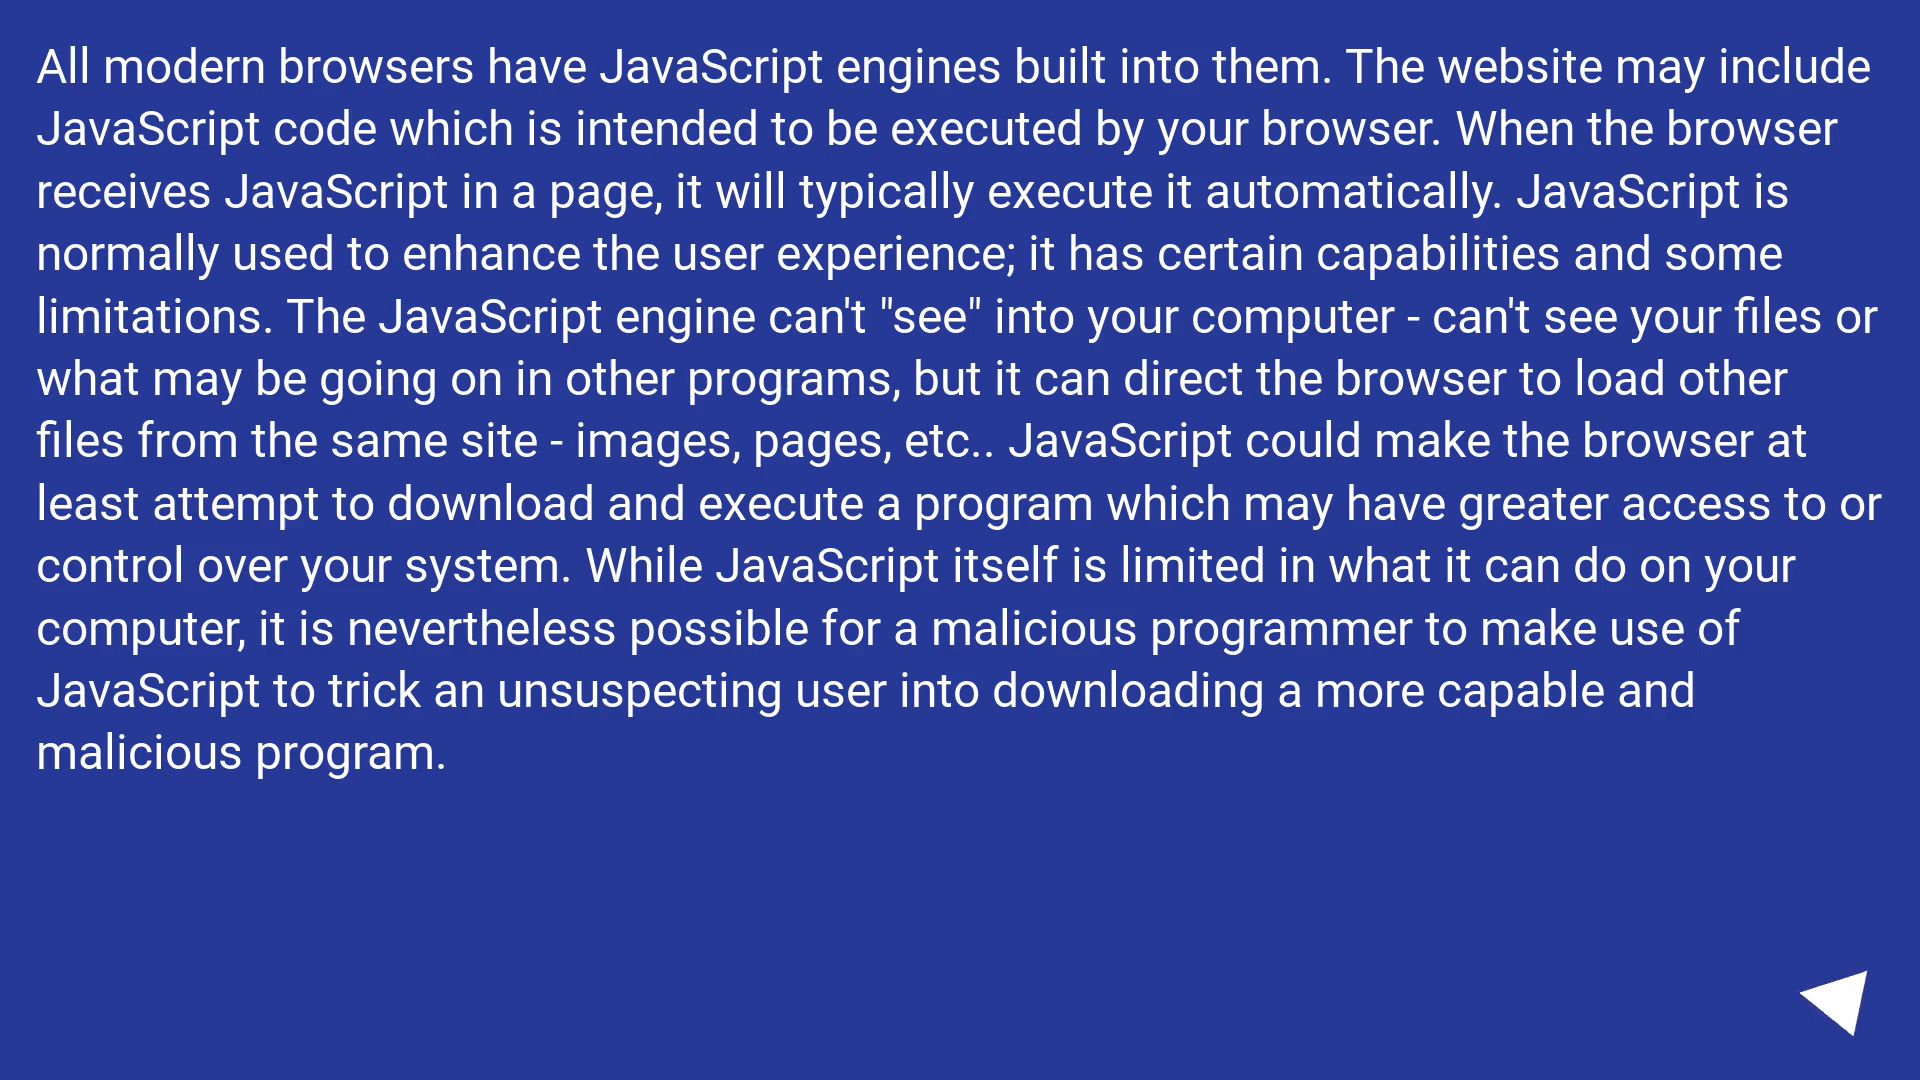 All modern browsers have JavaScript engines built into them. The website may include
JavaScript code which is intended to be executed by your browser. When the browser
receives JavaScript in a page, it will typically execute it automatically. JavaScript is
normally used to enhance the user experience; it has certain capabilities and some
limitations. The JavaScript engine can't "see" into your computer - can't see your files or
what may be going on in other programs, but it can direct the browser to load other
files from the same site - images, pages, etc.. JavaScript could make the browser at
least attempt to download and execute a program which may have greater access to or
control over your system. While JavaScript itself is limited in what it can do on your
computer, it is nevertheless possible for a malicious programmer to make use of
JavaScript to trick an unsuspecting user into downloading a more capable and
malicious program.